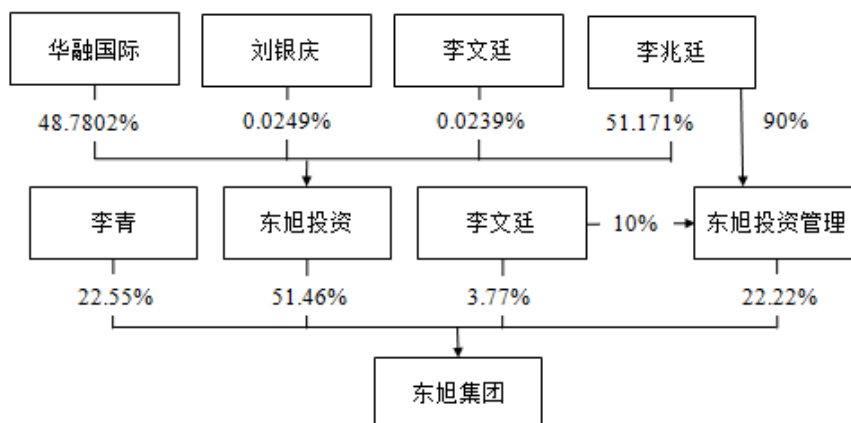 华融国际 刘银庆 李文廷 李兆廷
48.7802% 0.0249% 0.0239% 51.171% 90%
李青 东旭投资 李文廷 10% 东旭投资管理
22.55% 51.46% 3.77% 22.22%
东旭集团